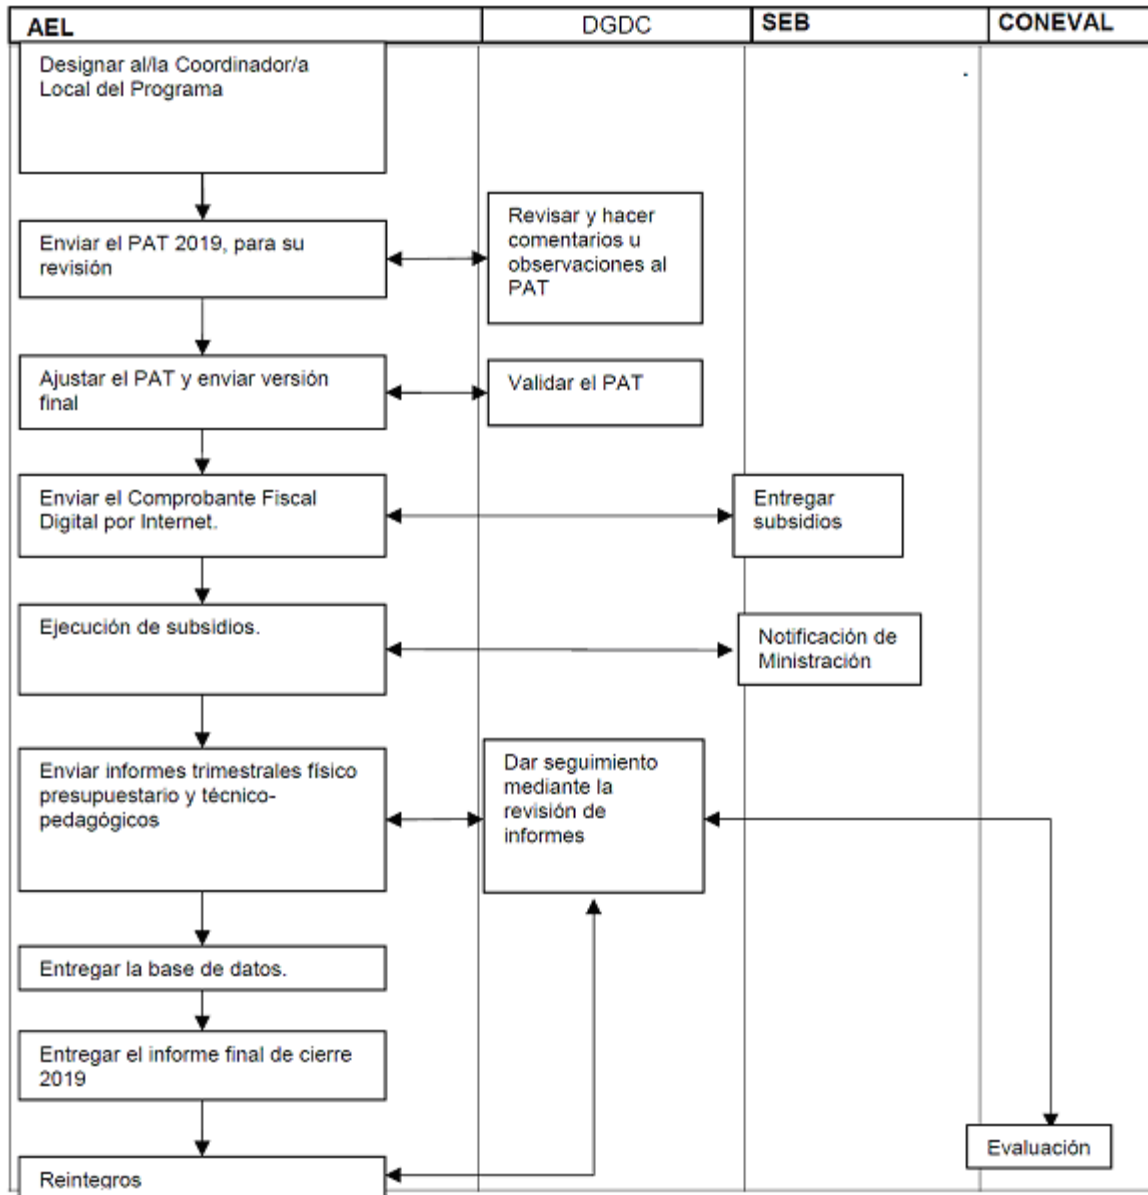 AEL
DGDC
SEB
CONEVAL
Designar al/la Coordinador/a
Local del Programa
Enviar el PAT 2019, para su
revisión
Revisar y hacer
comentarios u
observaciones al
PAT
Ajustar el PAT y enviar versión
final
Validar el PAT
Enviar el Comprobante Fiscal
Digital por Internet.
Entregar
subsidios
Ejecución de subsidios.
Notificación de
Ministración
Enviar informes trimestrales físico
presupuestario y técnico-
pedagógicos
Dar seguimiento
mediante la
revisión de
informes
Entregar la base de datos.
Entregar el informe final de cierre
2019
Evaluación
Reintegros